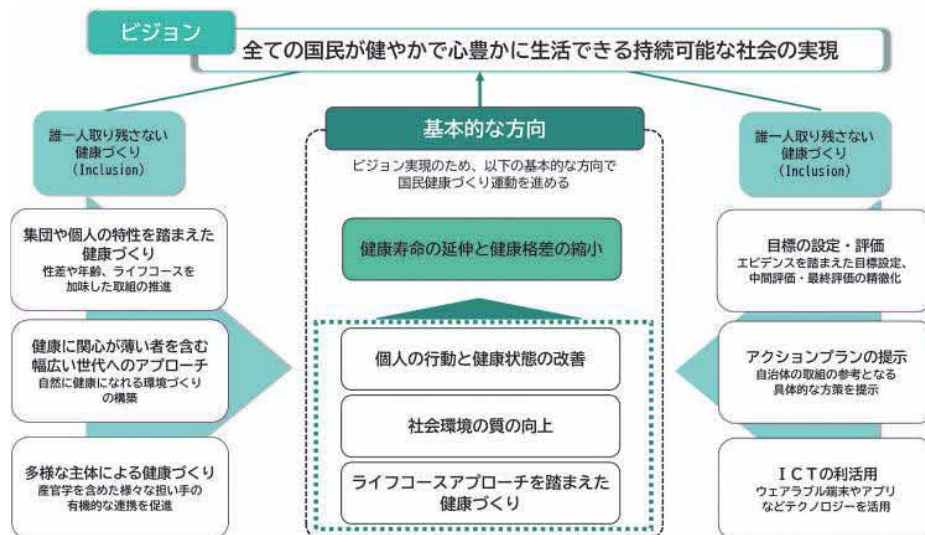 ビジョン
全ての国民が健やかで心豊かに生活できる持続可能な社会の実現
誰一人取り残さない
健康づくり
(Inclusion)
集団や個人の特性を踏まえた
健康づくり
性差や年齢、ライフコースを
加味した取組の推進
健康に関心が薄い者を含む
幅広い世代へのアプローチ
自然に健康になれる環境づくり
の構築
多様な主体による健康づくり
産官学を含めた様々な担い手の
有機的な連携を促進
基本的な方向
ビジョン実現のため、以下の基本的な方向で
国民健康づくり運動を進める
健康寿命の延伸と健康格差の縮小
個人の行動と健康状態の改善
社会環境の質の向上
ライフコースアプローチを踏まえた
健康づくり
誰一人取り残さない
健康づくり
(Inclusion)
目標の設定・評価
エビデンスを踏まえた目標設定、
中間評価・最終評価の精緻化
アクションプランの提示
自治体の取組の参考となる
具体的な方策を提示
ＩＣＴの利活用
ウェアラブル端末やアプリ
などテクノロジーを活用